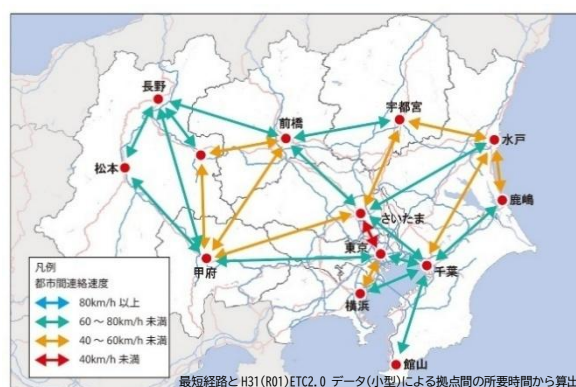 長野
前橋
宇都宮
水戸
松本
鹿嶋
さいたま
東京
甲府
千葉
横浜
館山
凡例
都市間連絡速度
80km/h 以上
60 ～ 80km/h 未満
40 ～ 60km/h 未満
40km/h 未満
最短経路とH31(R01)ETC2.0 データ(小型)による拠点間の所要時間から算出